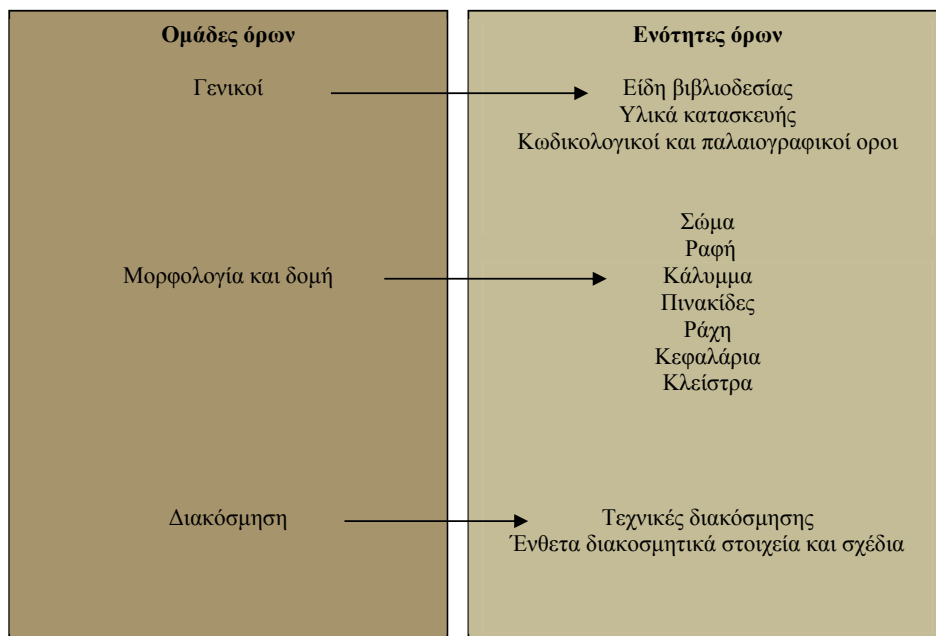 Ομάδες όρων
Γενικοί
Μορφολογία και δομή
Διακόσμηση
Ενότητες όρων
Είδη βιβλιοδεσίας
Υλικά κατασκευής
Κωδικολογικοί και παλαιογραφικοί οροι
Σώμα
Ραφή
Κάλυμμα
Πινακίδες
Ράχη
Κεφαλάρια
Κλείστρα
Τεχνικές διακόσμησης
Ένθετα διακοσμητικά στοιχεία και σχέδια